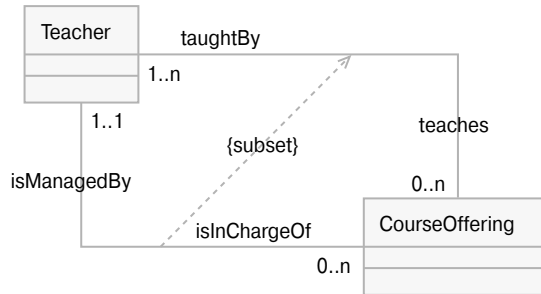 Teacher
taughtBy
1..n
1..1
teaches
{subset}
isManagedBy
0..n
isInChargeOf
CourseOffering
0..n